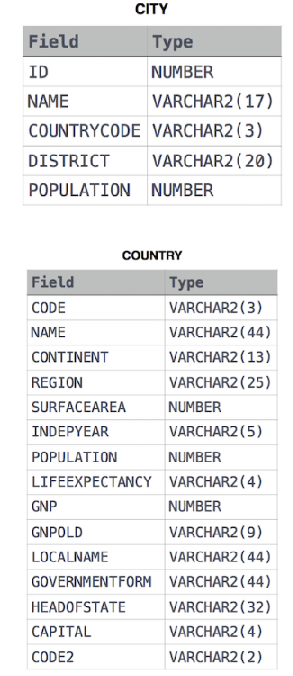 CITY
Field Type
ID NUMBER
NAME VARCHAR2(17)
COUNTRYCODE VARCHAR2(3)
DISTRICT VARCHAR2(20)
POPULATION NUMBER
COUNTRY
Field Type
CODE VARCHAR2(3)
NAME VARCHAR2(44)
CONTINENT VARCHAR2(13)
REGION VARCHAR2(25)
SURFACEAREA NUMBER
INDEPYEAR VARCHAR2(5)
POPULATION NUMBER
LIFEEXPECTANCY VARCHAR2(4)
GNP NUMBER
GNPOLD VARCHAR2(9)
LOCALNAME VARCHAR2(44)
GOVERNMENTFORM VARCHAR2(44)
HEADOFSTATE VARCHAR2(32)
CAPITAL VARCHAR2(4)
CODE2 VARCHAR2(2)